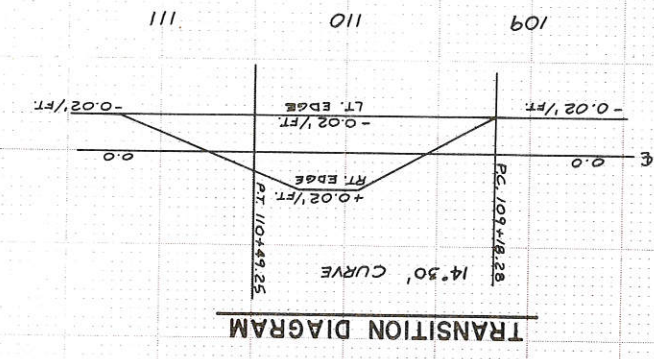 TRANSITION DIAGRAM
14°30' CURVE
P.C. 109+18.28
P.T. 110+49.25
+0.02'/FT.
RT. EDGE
℄ 0.0
0.0
-0.02'/FT.
-0.02'/FT.
LT. EDGE
-0.02'/FT.
109 110 111